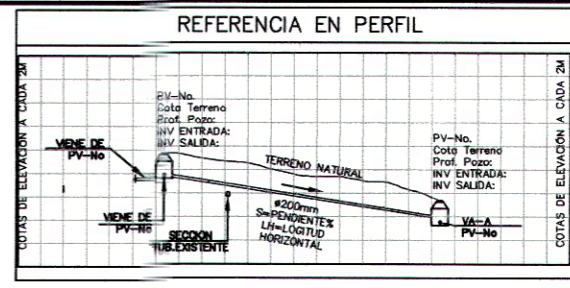 REFERENCIA EN PERFIL
COTAS DE ELEVACIÓN A CADA 2M
PV-No.
Cota Terreno
Prof. Pozo:
INV ENTRADA:
INV SALIDA:
VIENE DE
PV-No
TERRENO NATURAL
PV-No.
Cota Terreno
Prof. Pozo:
INV ENTRADA:
INV SALIDA:
VIENE DE
PV-No
SECCION
TUB.EXISTENTE
ø200mm
S=PENDIENTE%
LH=LOGITUD
HORIZONTAL
VA-A
PV-No
COTAS DE ELEVACIÓN A CADA 2M